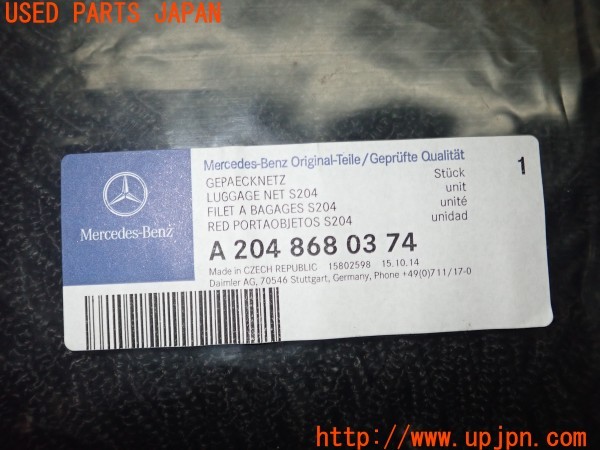 USED PARTS JAPAN
Mercedes-Benz Original-Teile/Geprüfte Qualität
GEPAECKNETZ Stück 1
LUGGAGE NET S204 unit
FILET A BAGAGES S204 unité
RED PORTAOBJETOS S204 unidad
Mercedes-Benz
A 204 868 03 74
Made in CZECH REPUBLIC 15802598 15.10.14
Daimler AG, 70546 Stuttgart, Germany, Phone +49(0)711/17-0
http://www.upjpn.com/